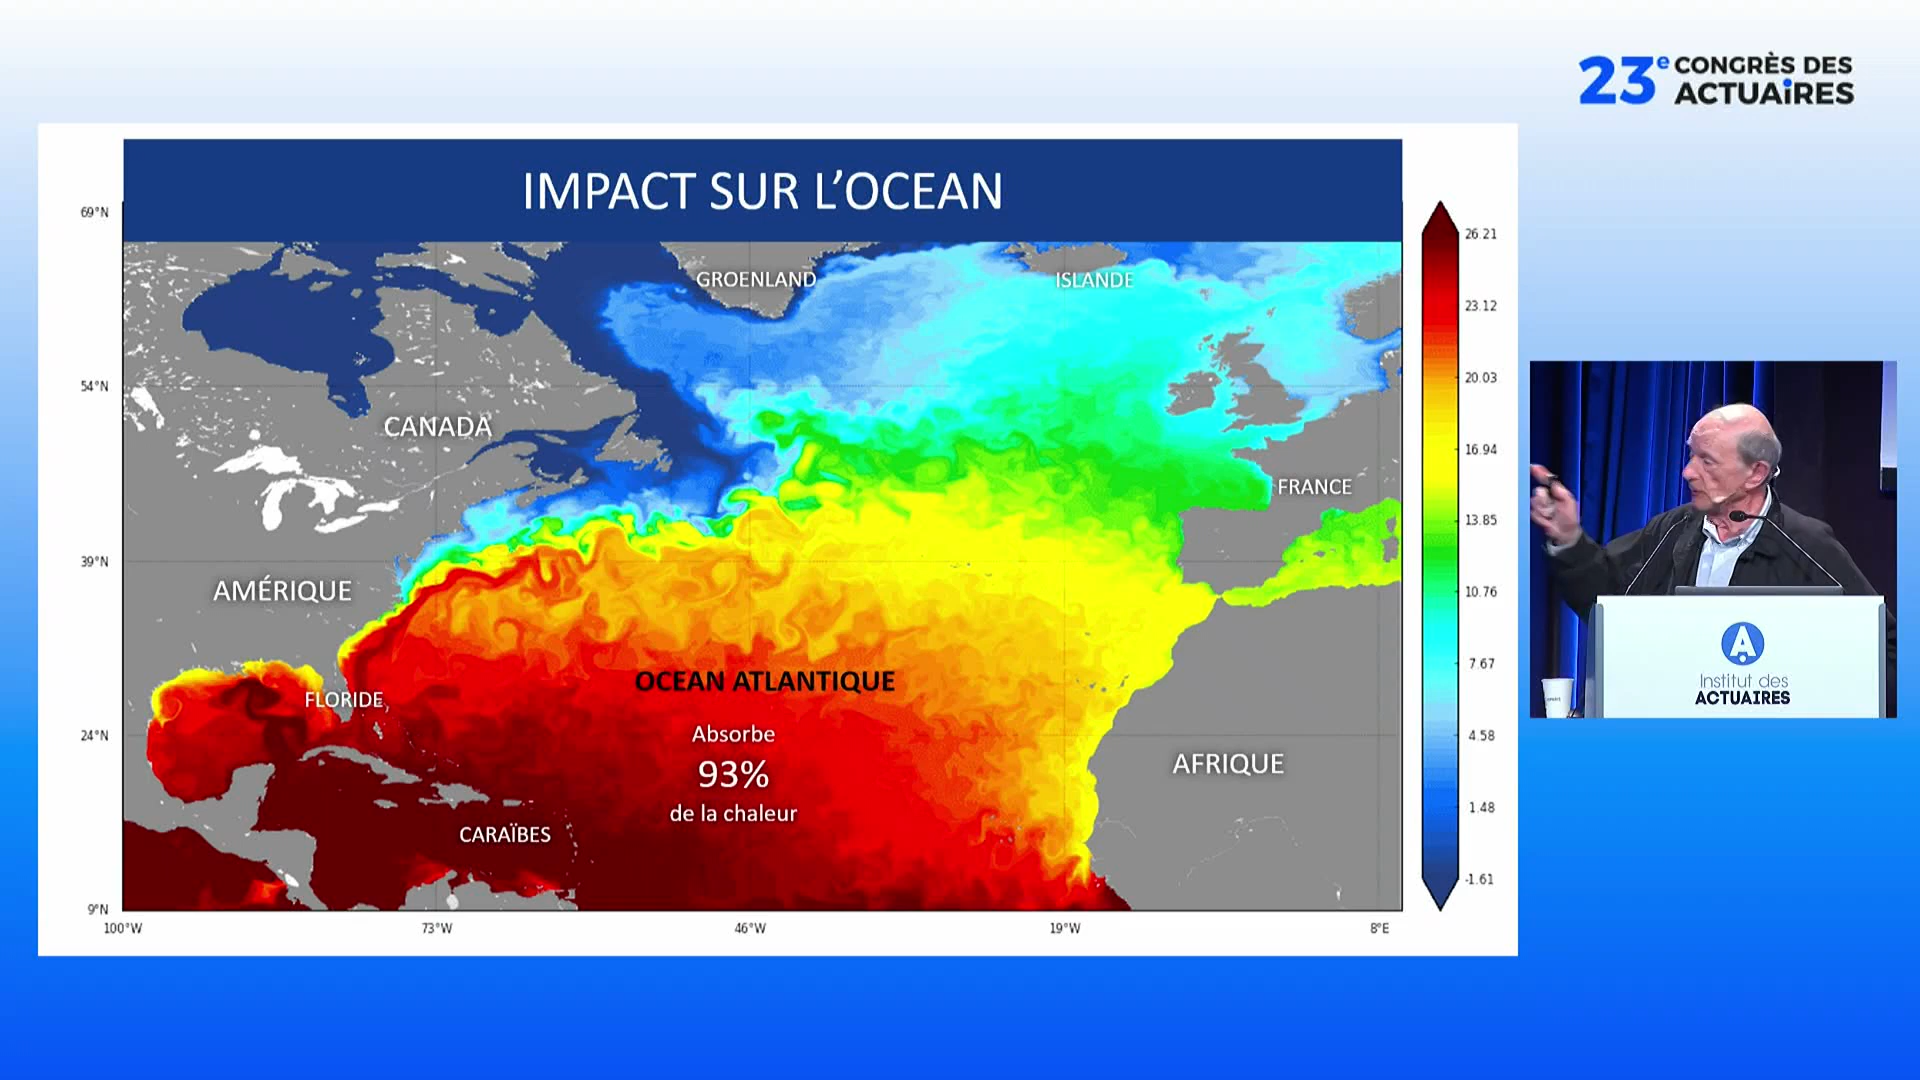 23e CONGRÈS DES
ACTUAIRES
IMPACT SUR L'OCEAN
69°N
54°N
39°N
24°N
9°N
100°W
73°W
46°W
19°W
8°E
GROENLAND
ISLANDE
CANADA
FRANCE
AMÉRIQUE
OCEAN ATLANTIQUE
FLORIDE
Absorbe
93%
de la chaleur
AFRIQUE
CARAÏBES
26.21
23.12
20.03
16.94
13.85
10.76
7.67
4.58
1.48
-1.61
A
Institut des
ACTUAIRES